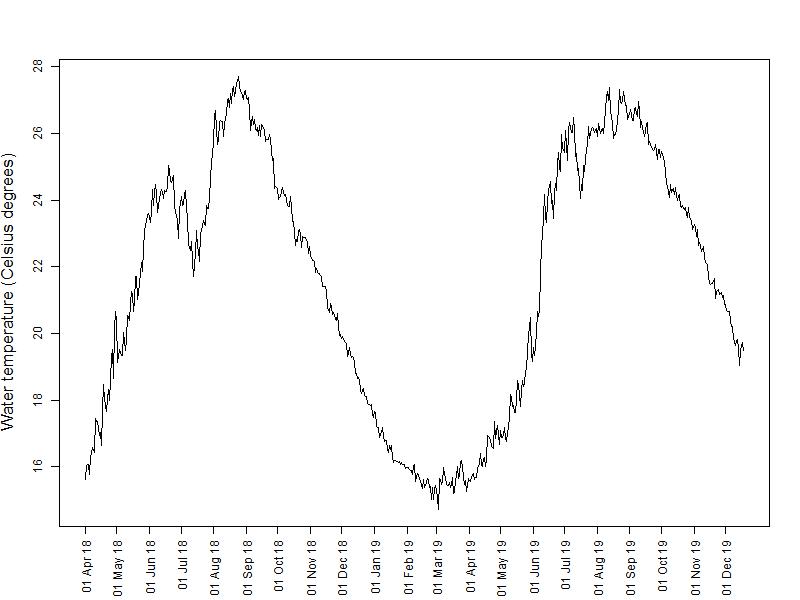 Water temperature (Celsius degrees)
28
26
24
22
20
18
16
01 Apr 18
01 May 18
01 Jun 18
01 Jul 18
01 Aug 18
01 Sep 18
01 Oct 18
01 Nov 18
01 Dec 18
01 Jan 19
01 Feb 19
01 Mar 19
01 Apr 19
01 May 19
01 Jun 19
01 Jul 19
01 Aug 19
01 Sep 19
01 Oct 19
01 Nov 19
01 Dec 19